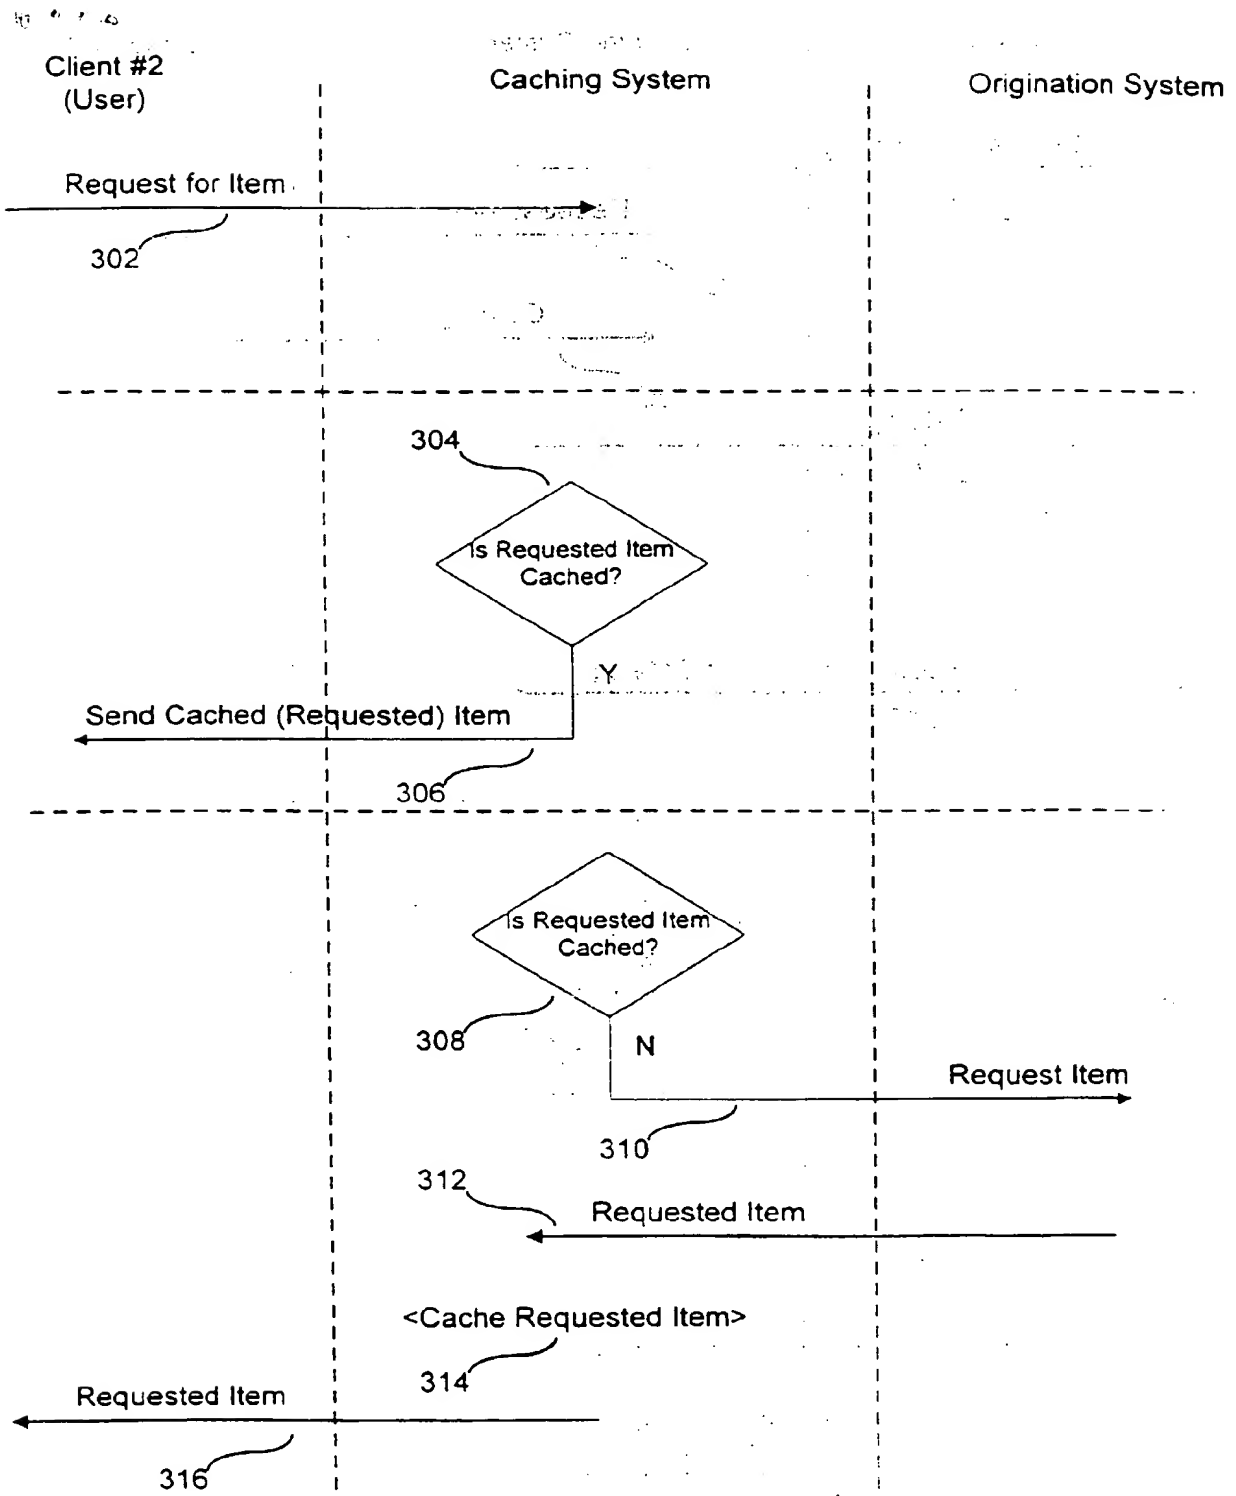 Client #2
(User)
Caching System
Origination System
Request for Item
302
304
Is Requested Item
Cached?
Y
Send Cached (Requested) Item
306
Is Requested Item
Cached?
308
N
Request Item
310
312
Requested Item
<Cache Requested Item>
314
Requested Item
316